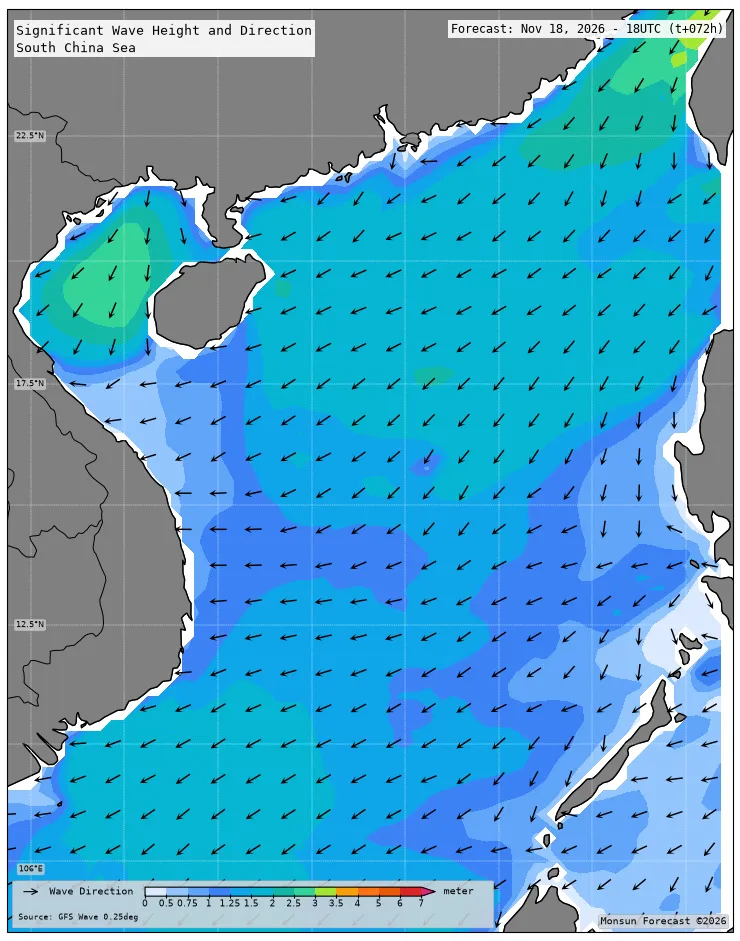 Significant Wave Height and Direction
South China Sea
Forecast: Nov 18, 2026 - 18UTC (t+072h)
22.5°N
17.5°N
12.5°N
106°E
Wave Direction
0 0.5 0.75 1 1.25 1.5 2 2.5 3 3.5 4 5 6 7 meter
Source: GFS Wave 0.25deg
Monsun Forecast ©2026